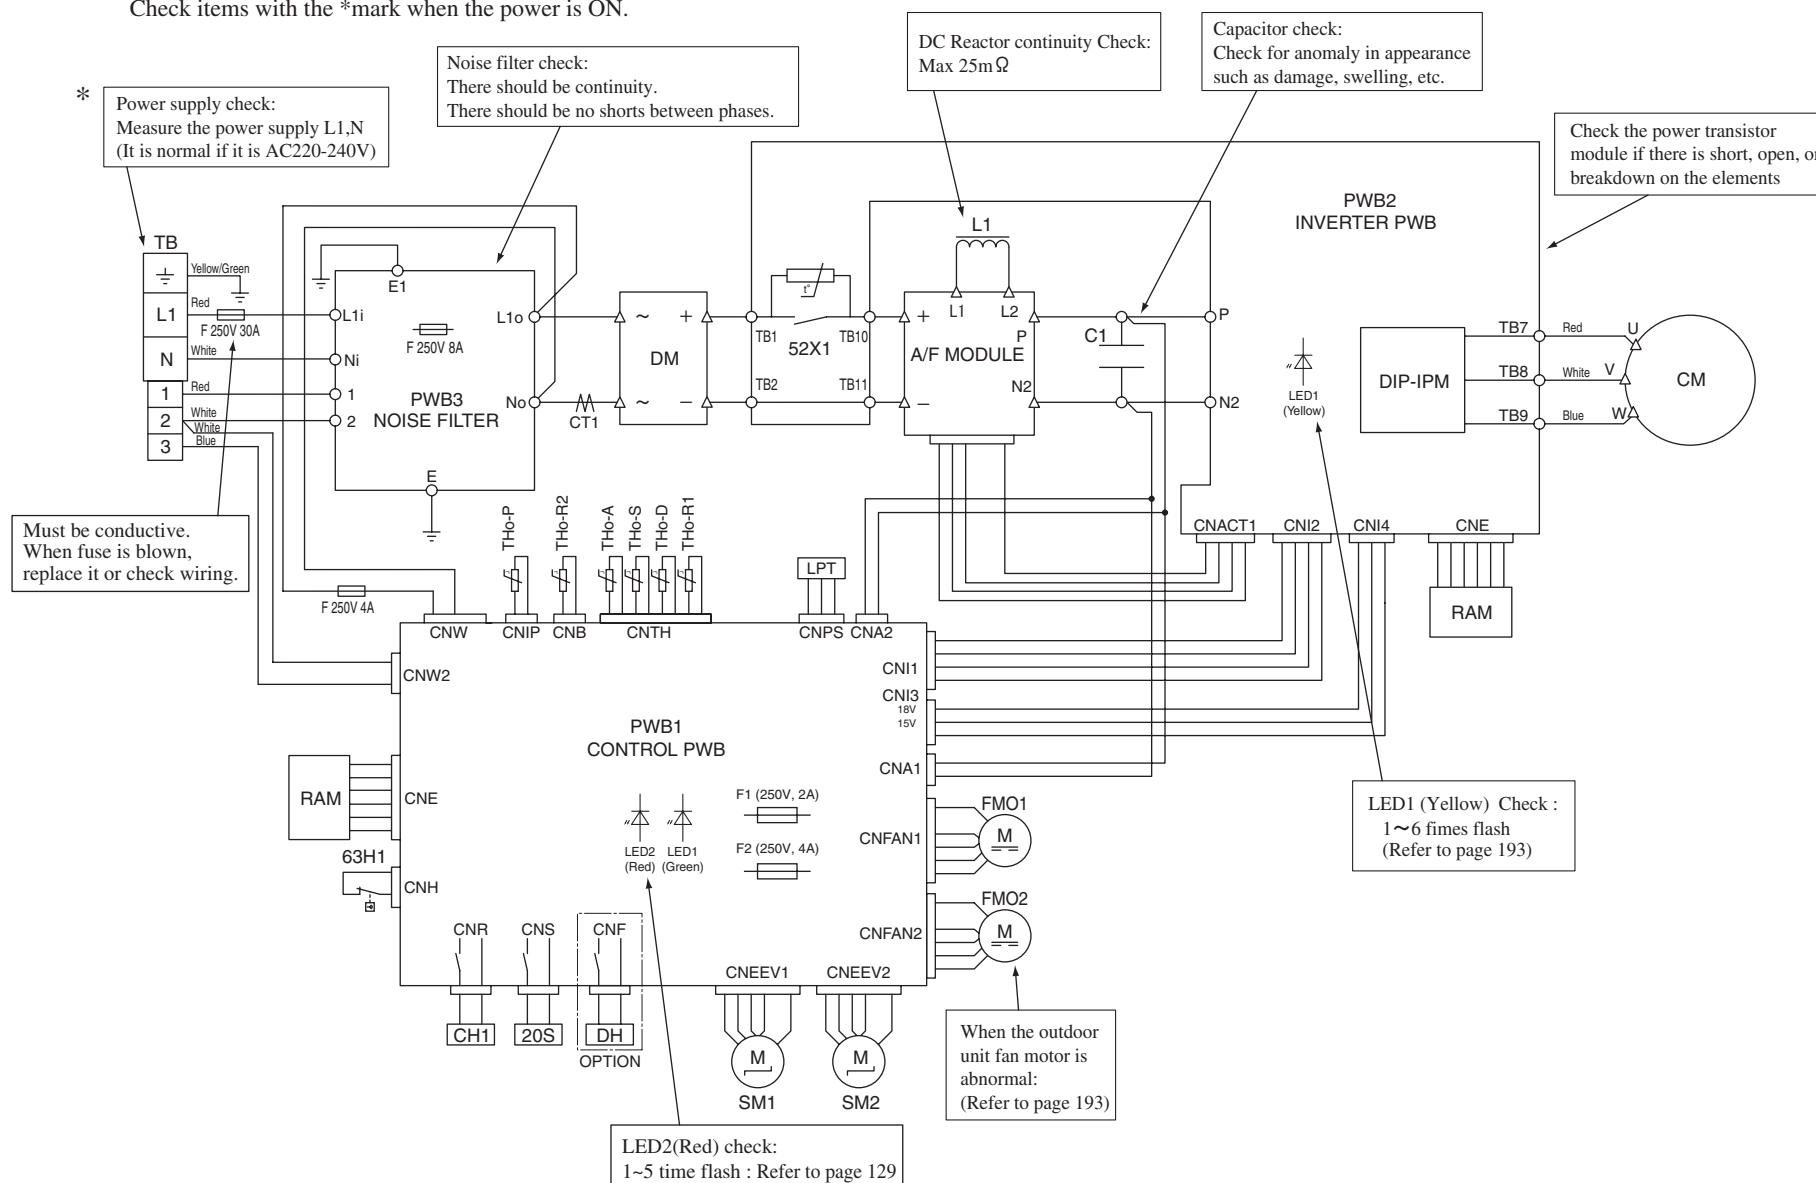 Check items with the *mark when the power is ON.
DC Reactor continuity Check:
Max 25mΩ
Capacitor check:
Check for anomaly in appearance
such as damage, swelling, etc.
Noise filter check:
There should be continuity.
There should be no shorts between phases.
*
Power supply check:
Measure the power supply L1,N
(It is normal if it is AC220-240V)
Check the power transistor
module if there is short, open, or
breakdown on the elements
PWB2
INVERTER PWB
TB
Yellow/Green
L1
Red
F 250V 30A
N
White
1
Red
2
White
White
3
Blue
E1
L1i
L1o
F 250V 8A
Ni
1
PWB3
NOISE FILTER
2
No
E
CT1
~
+
DM
~
−
t°
TB1
52X1
TB10
TB2
TB11
L1
+
L1
L2
P
A/F MODULE
N2
−
C1
P
N2
LED1
(Yellow)
DIP-IPM
TB7
Red
U
TB8
White
V
CM
TB9
Blue
W
Must be conductive.
When fuse is blown,
replace it or check wiring.
F 250V 4A
THo-P
THo-R2
THo-A
THo-S
THo-D
THo-R1
LPT
CNACT1
CNI2
CNI4
CNE
RAM
CNW
CNIP
CNB
CNTH
CNPS
CNA2
CNW2
CNI1
CNI3
18V
15V
PWB1
CONTROL PWB
CNA1
RAM
CNE
F1 (250V, 2A)
F2 (250V, 4A)
LED2
(Red)
LED1
(Green)
CNFAN1
FMO1
M
63H1
CNH
CNFAN2
FMO2
M
LED1 (Yellow) Check :
1～6 fimes flash
(Refer to page 193)
CNR
CNS
CNF
CNEEV1
CNEEV2
CH1
20S
DH
OPTION
M
SM1
M
SM2
When the outdoor
unit fan motor is
abnormal:
(Refer to page 193)
LED2(Red) check:
1~5 time flash : Refer to page 129